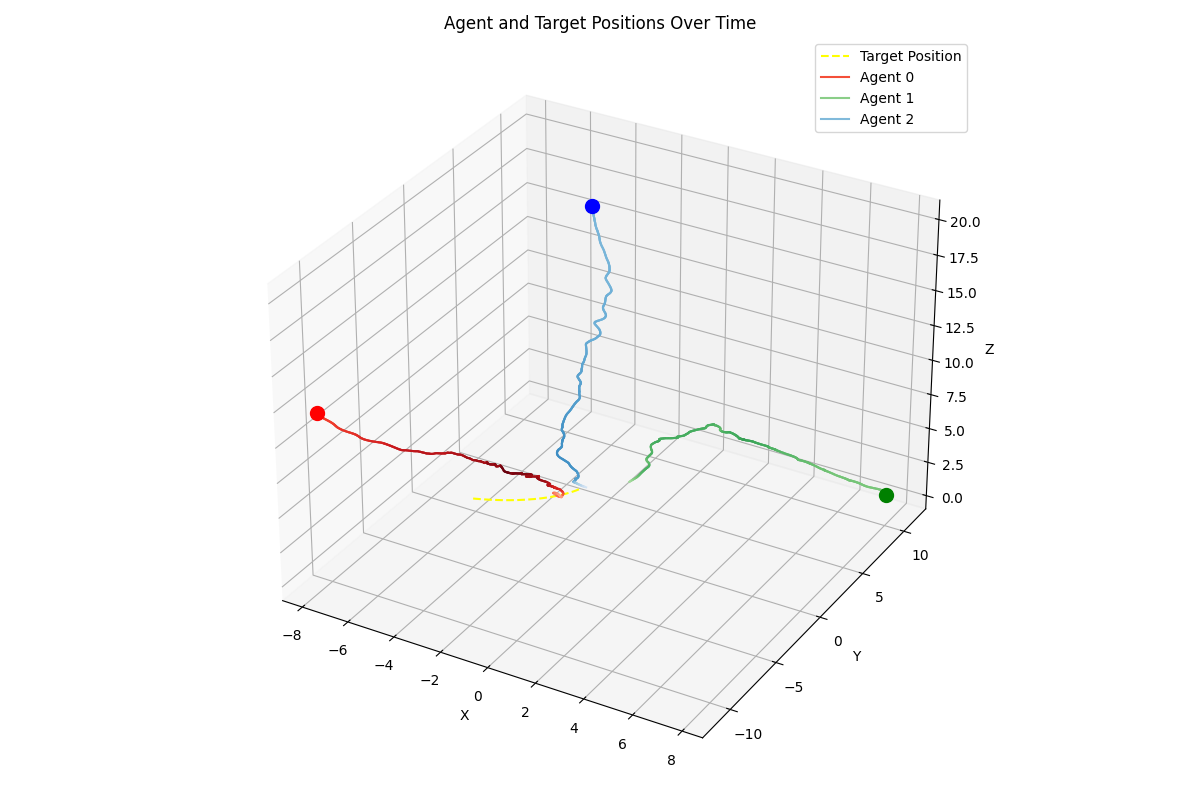 Agent and Target Positions Over Time
Target Position
Agent 0
Agent 1
Agent 2
20.0
17.5
15.0
12.5
10.0
7.5
5.0
2.5
0.0
Z
10
5
0
−5
−10
Y
−8
−6
−4
−2
0
2
4
6
8
X